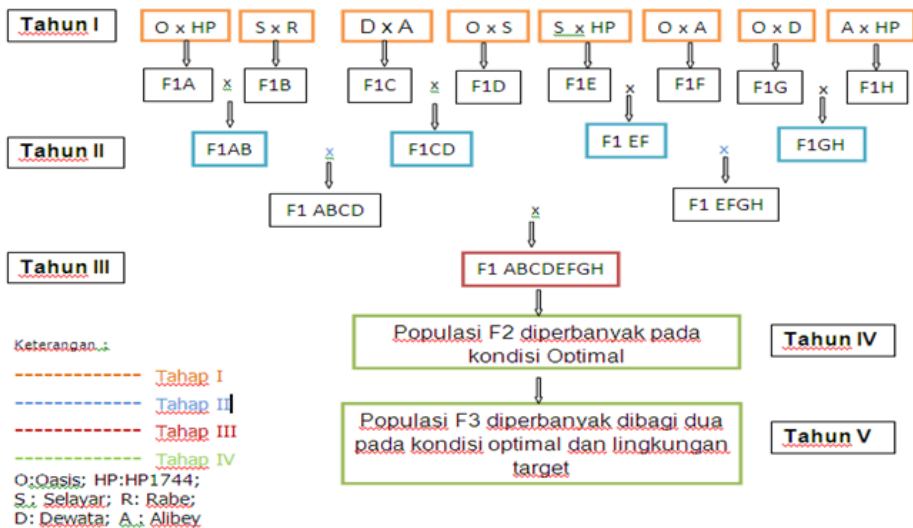 Tahun I
O x HP
S x R
D x A
O x S
S x HP
O x A
O x D
A x HP
F1A
x
F1B
F1C
x
F1D
F1E
x
F1F
F1G
x
F1H
Tahun II
F1AB
x
F1CD
F1 EF
x
F1GH
F1 ABCD
F1 EFGH
x
Tahun III
F1 ABCDEFGH
Populasi F2 diperbanyak pada
kondisi Optimal
Tahun IV
Keterangan :
Tahap I
Tahap II
Tahap III
Tahap IV
Populasi F3 diperbanyak dibagi dua
pada kondisi optimal dan lingkungan
target
Tahun V
O:Oasis; HP:HP1744;
S : Selayar; R: Rabe;
D: Dewata; A : Alibey